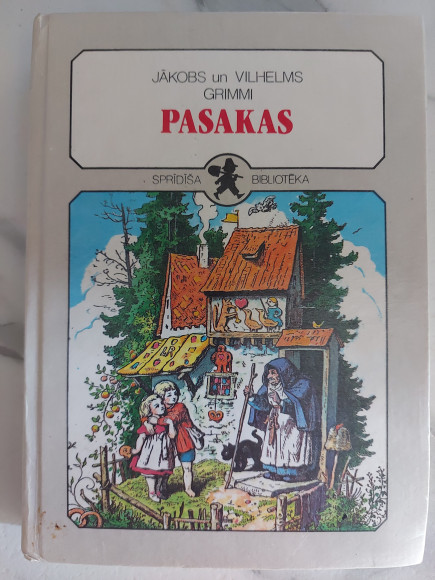 JĀKOBS un VILHELMS
GRIMMI
PASAKAS
SPRĪDĪŠA BIBLIOTĒKA